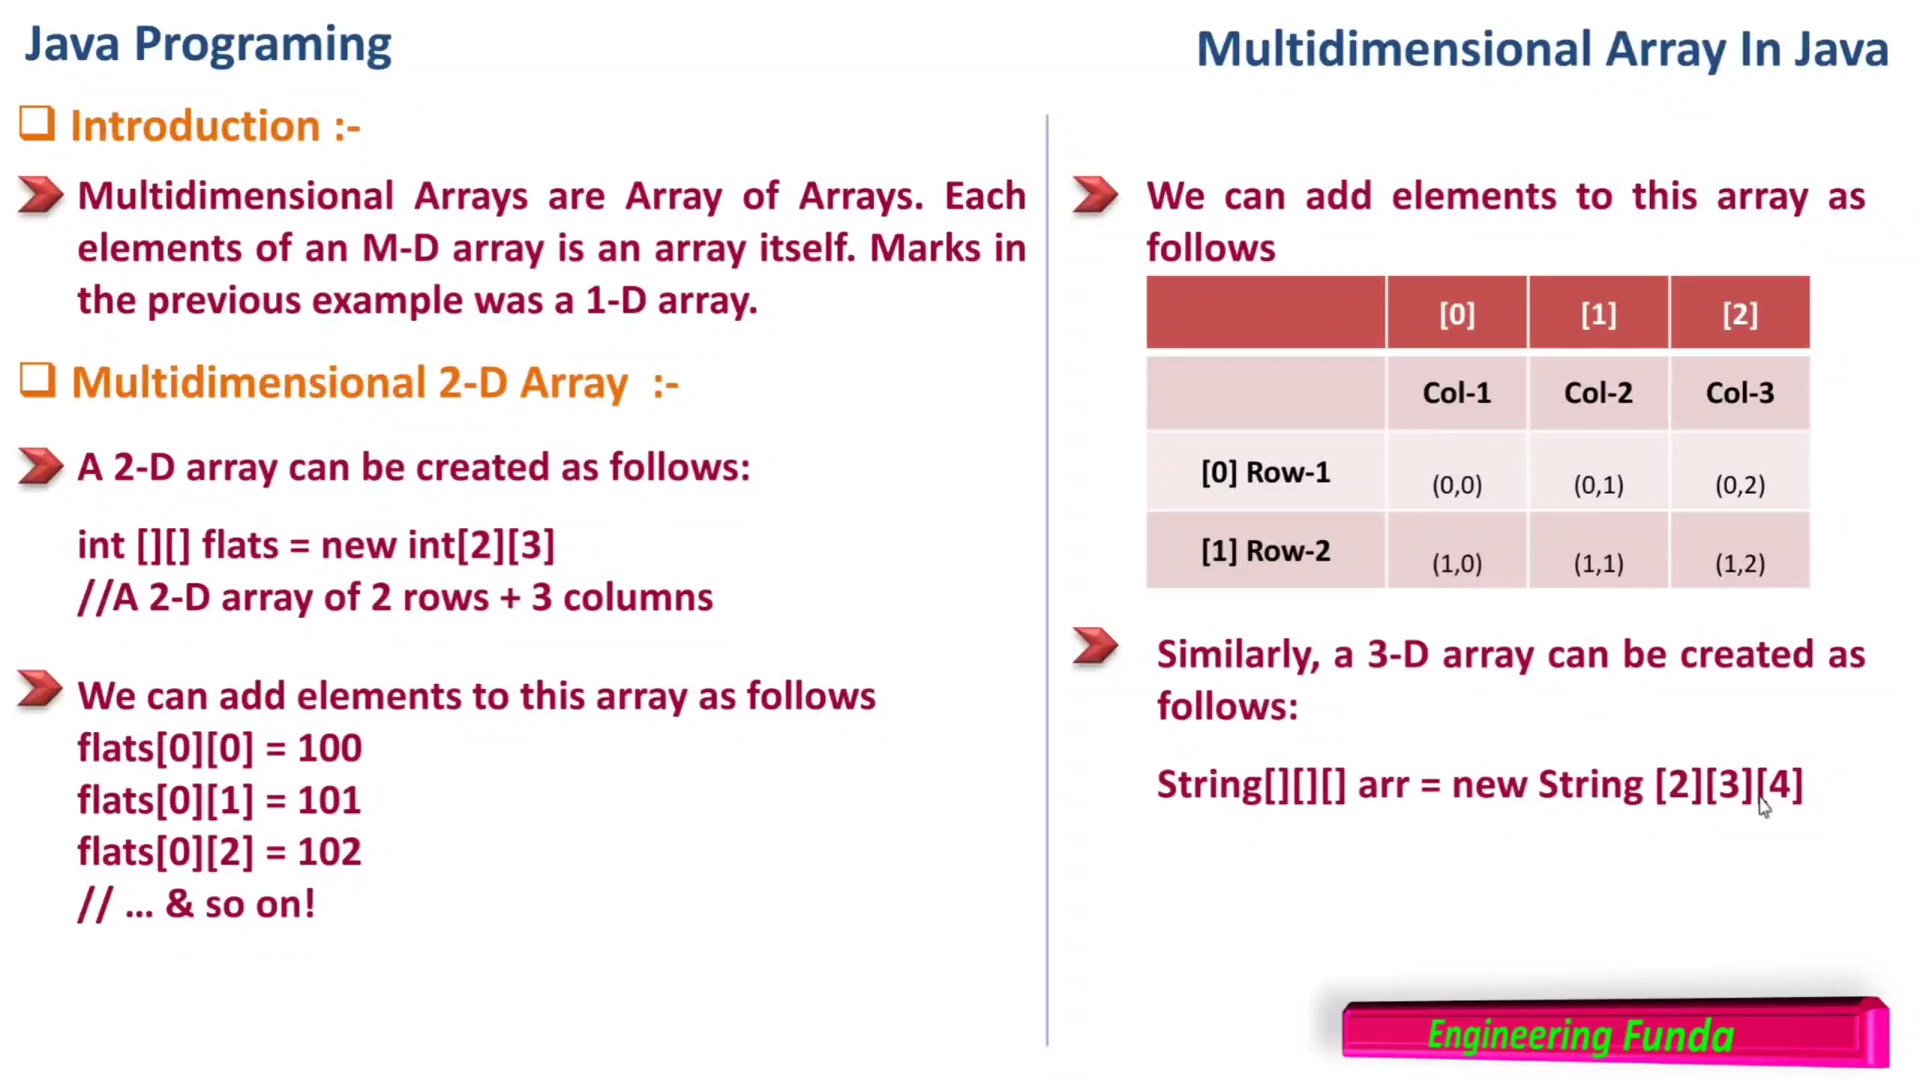 Java Programing
Multidimensional Array In Java
Introduction :-
Multidimensional Arrays are Array of Arrays. Each
elements of an M-D array is an array itself. Marks in
the previous example was a 1-D array.
Multidimensional 2-D Array :-
A 2-D array can be created as follows:
int [][] flats = new int[2][3]
//A 2-D array of 2 rows + 3 columns
We can add elements to this array as follows
flats[0][0] = 100
flats[0][1] = 101
flats[0][2] = 102
// ... & so on!
We can add elements to this array as
follows
[0] [1] [2]
Col-1 Col-2 Col-3
[0] Row-1 (0,0) (0,1) (0,2)
[1] Row-2 (1,0) (1,1) (1,2)
Similarly, a 3-D array can be created as
follows:
String[][][] arr = new String [2][3][4]
Engineering Funda